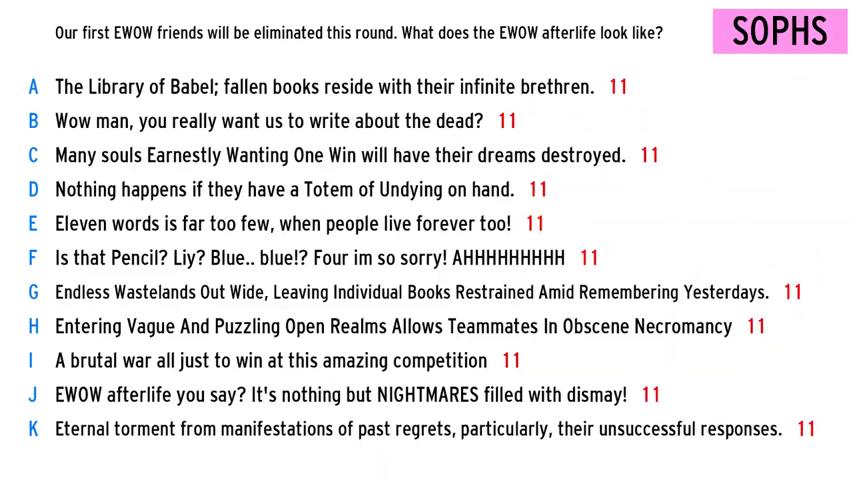 Our first EWOW friends will be eliminated this round. What does the EWOW afterlife look like?
SOPHS
A The Library of Babel; fallen books reside with their infinite brethren. 11
B Wow man, you really want us to write about the dead? 11
C Many souls Earnestly Wanting One Win will have their dreams destroyed. 11
D Nothing happens if they have a Totem of Undying on hand. 11
E Eleven words is far too few, when people live forever too! 11
F Is that Pencil? Liy? Blue.. blue!? Four im so sorry! AHHHHHHHHH 11
G Endless Wastelands Out Wide, Leaving Individual Books Restrained Amid Remembering Yesterdays. 11
H Entering Vague And Puzzling Open Realms Allows Teammates In Obscene Necromancy 11
I A brutal war all just to win at this amazing competition 11
J EWOW afterlife you say? It's nothing but NIGHTMARES filled with dismay! 11
K Eternal torment from manifestations of past regrets, particularly, their unsuccessful responses. 11